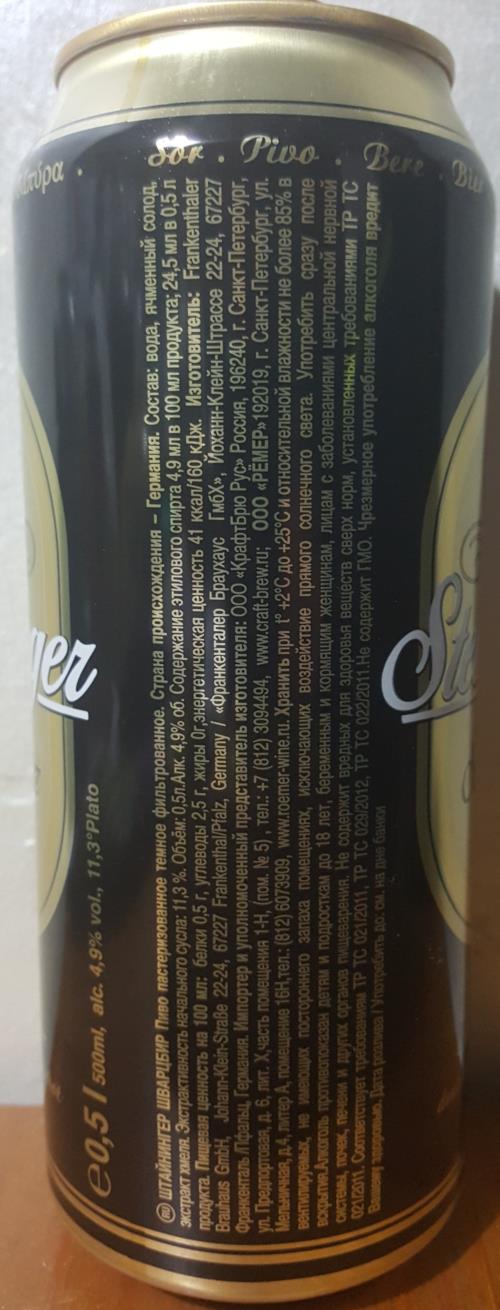 Sör . Pivo . Bere . Bier
ger
Ste
e0,5 l 500ml, alc. 4,9% vol., 11,3°Plato
RU ШТАЙНИНГЕР ШВАРЦБИР Пиво пастеризованное темное фильтрованное. Страна происхождения – Германия. Состав: вода, ячменный солод,
экстракт хмеля. Экстрактивность начального сусла: 11,3 %. Объём: 0,5л.Алк. 4,9% об. Содержание этилового спирта 4,9 мл в 100 мл продукта; 24,5 мл в 0,5 л
продукта. Пищевая ценность на 100 мл: белки 0,5 г, углеводы 2,5 г, жиры 0г,энергетическая ценность 41 ккал/160 кДж. Изготовитель: Frankenthaler
Brauhaus GmbH, Johann-Klein-Straße 22-24, 67227 Frankenthal/Pfalz, Germany / «Франкенталер Браухаус ГмбХ», Йоханн-Клейн-Штрассе 22-24, 67227
Франкенталь/Пфальц, Германия. Импортер и уполномоченный представитель изготовителя: ООО «КрафтБрю Рус» Россия, 196240, г. Санкт-Петербург,
ул. Предпортовая, д. 6, лит. Х,часть помещения 1-Н, (пом. № 5) , тел.: +7 (812) 3094494, www.craft-brew.ru; ООО «РЁМЕР»192019, г. Санкт-Петербург, ул.
Мельничная, д.4, литер А, помещение 16Н,тел.: (812) 6073909, www.roemer-wine.ru. Хранить при t° +2°C до +25°C и относительной влажности не более 85% в
вентилируемых, не имеющих постороннего запаха помещениях, исключающих воздействие прямого солнечного света. Употребить сразу после
вскрытия.Алкоголь противопоказан детям и подросткам до 18 лет, беременным и кормящим женщинам, лицам с заболеваниями центральной нервной
системы, почек, печени и других органов пищеварения. Не содержит вредных для здоровья веществ сверх норм, установленных требованиями ТР ТС
021/2011. Соответствует требованиям ТР ТС 021/2011, ТР ТС 029/2012, ТР ТС 022/2011.Не содержит ГМО. Чрезмерное употребление алкоголя вредит
Вашему здоровью. Дата розлива / Употребить до: см. на дне банки